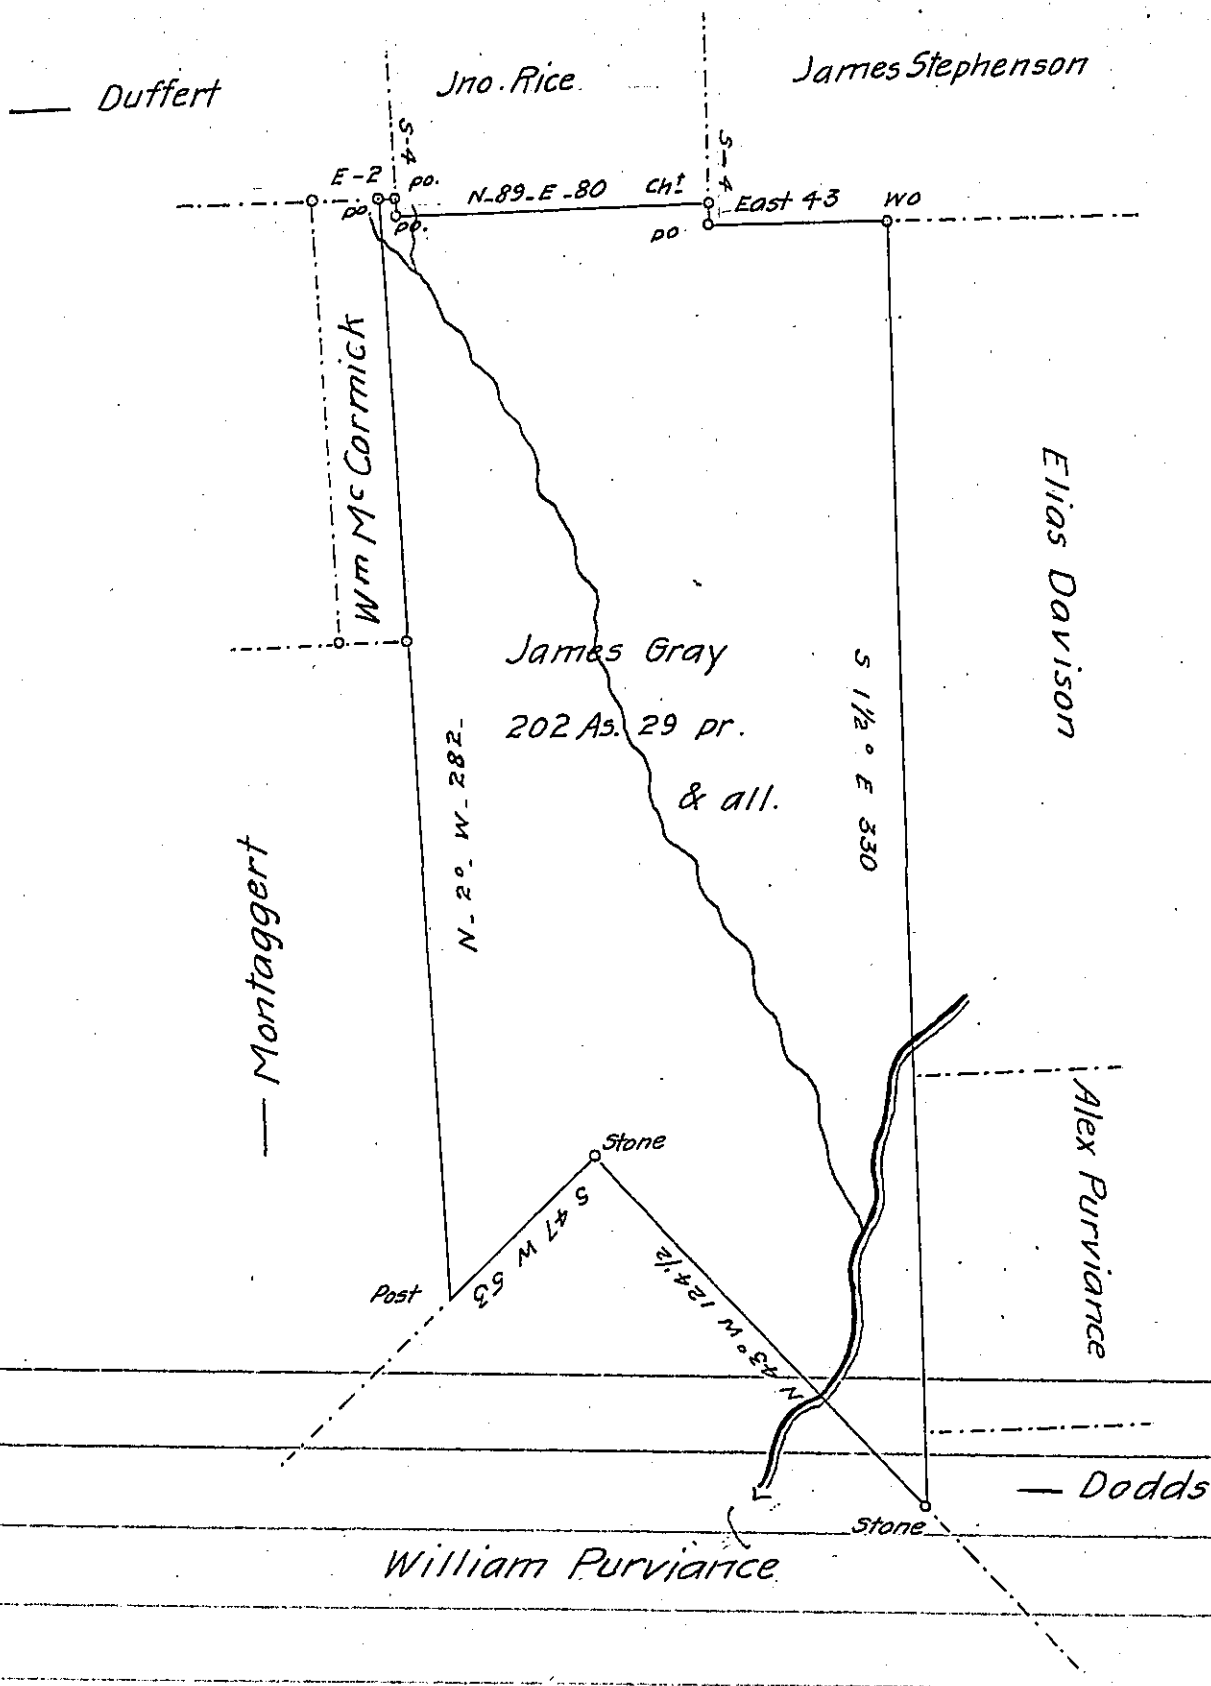 — Duffert
Jno. Rice
James Stephenson
S-4
S-4
E-2
po.
N-89-E-80
Ch.t
East 43
WO
po.
po.
po
Wm McCormick
Elias Davison
James Gray
202 As. 29 pr.
& all.
S 1½° E 330
N-2°-W-282-
— Montaggert
Alex Purviance
Stone
S 47 W 53
Post
N 43° W 124½
— Dodds
Stone
William Purviance